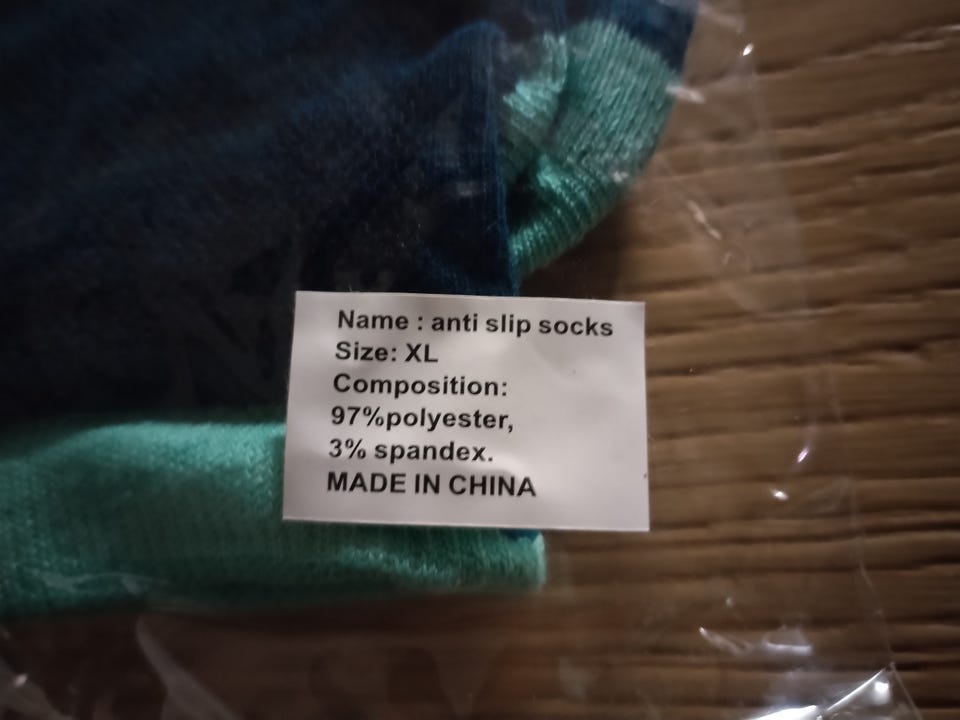 Name : anti slip socks
Size: XL
Composition:
97%polyester,
3% spandex.
MADE IN CHINA